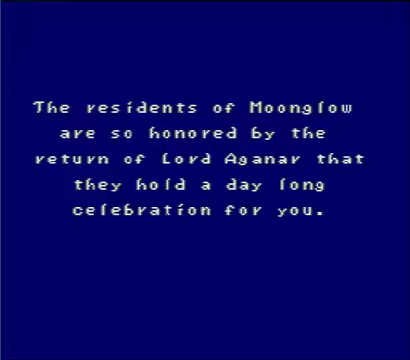 The residents of Moonglow
are so honored by the
return of Lord Aganar that
they hold a day long
celebration for you.